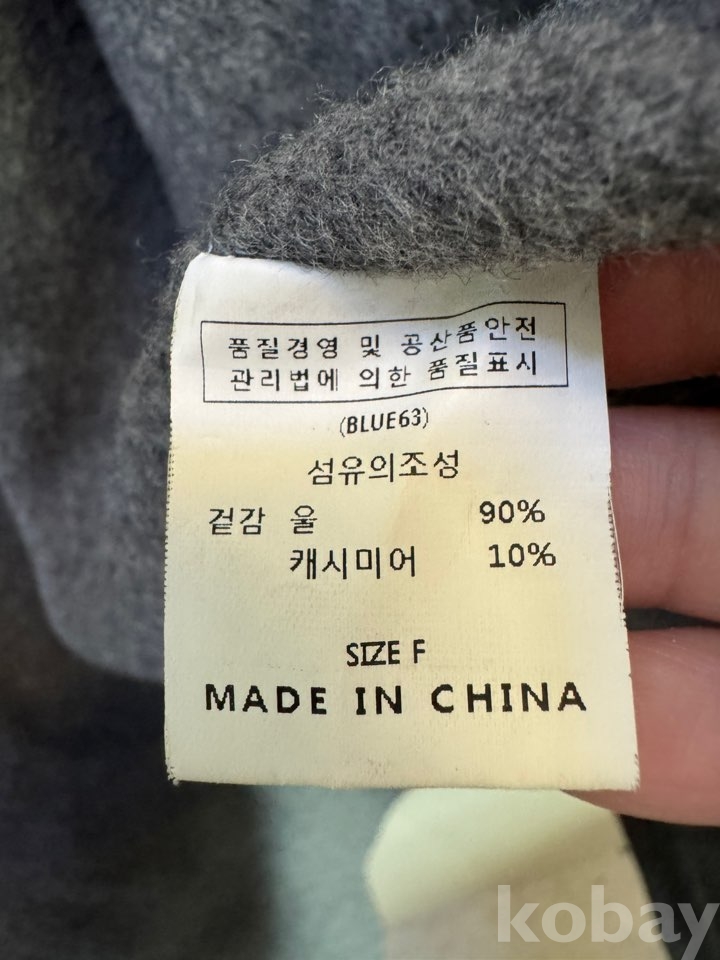 품질경영 및 공산품안전
관리법에 의한 품질표시
(BLUE63)
섬유의조성
겉감 울 90%
캐시미어 10%
SIZE F
MADE IN CHINA
kobay